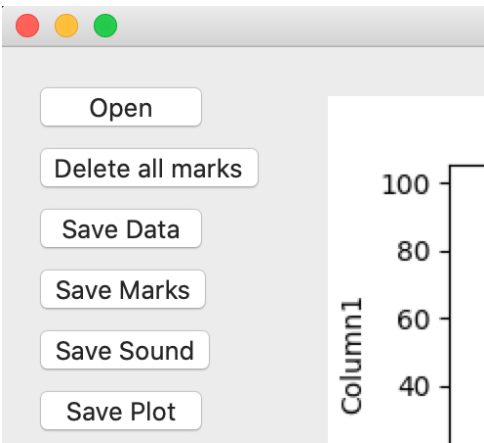 Open
Delete all marks
Save Data
Save Marks
Save Sound
Save Plot
100
80
60
40
Column1